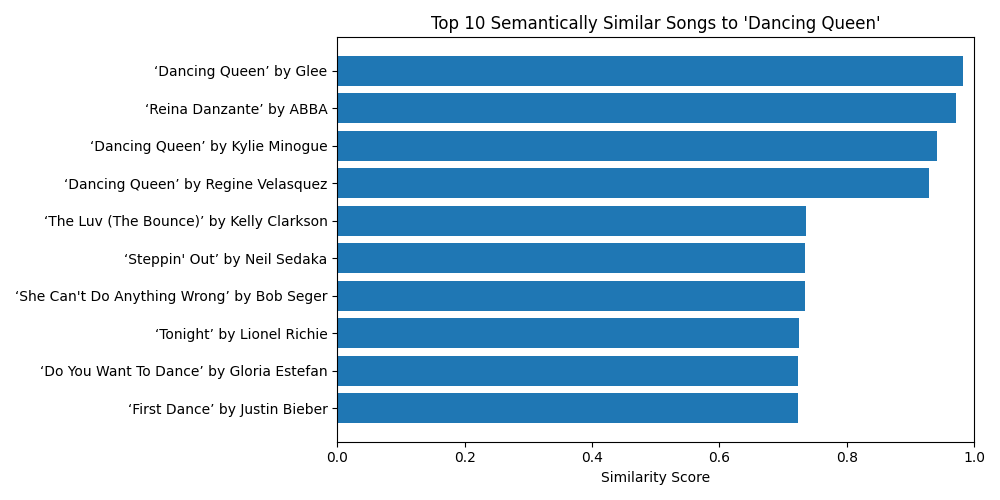 Top 10 Semantically Similar Songs to 'Dancing Queen'
‘Dancing Queen’ by Glee
‘Reina Danzante’ by ABBA
‘Dancing Queen’ by Kylie Minogue
‘Dancing Queen’ by Regine Velasquez
‘The Luv (The Bounce)’ by Kelly Clarkson
‘Steppin' Out’ by Neil Sedaka
‘She Can't Do Anything Wrong’ by Bob Seger
‘Tonight’ by Lionel Richie
‘Do You Want To Dance’ by Gloria Estefan
‘First Dance’ by Justin Bieber
0.0 0.2 0.4 0.6 0.8 1.0
Similarity Score